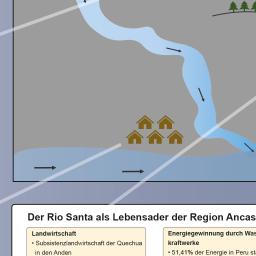 Der Rio Santa als Lebensader der Region Ancas
Landwirtschaft
• Subsistenzlandwirtschaft der Quechua
in den Anden
Energiegewinnung durch Was
kraftwerke
• 51,41% der Energie in Peru st